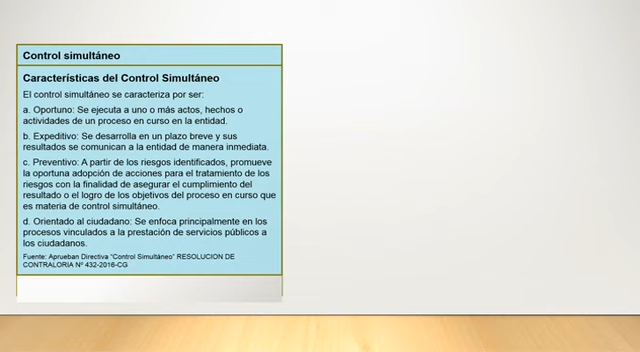 Control simultáneo
Características del Control Simultáneo
El control simultáneo se caracteriza por ser:
a. Oportuno: Se ejecuta a uno o más actos, hechos o
actividades de un proceso en curso en la entidad.
b. Expeditivo: Se desarrolla en un plazo breve y sus
resultados se comunican a la entidad de manera inmediata.
c. Preventivo: A partir de los riesgos identificados, promueve
la oportuna adopción de acciones para el tratamiento de los
riesgos con la finalidad de asegurar el cumplimiento del
resultado o el logro de los objetivos del proceso en curso que
es materia de control simultáneo.
d. Orientado al ciudadano: Se enfoca principalmente en los
procesos vinculados a la prestación de servicios públicos a
los ciudadanos.
Fuente: Aprueban Directiva “Control Simultáneo” RESOLUCION DE
CONTRALORIA Nº 432-2016-CG